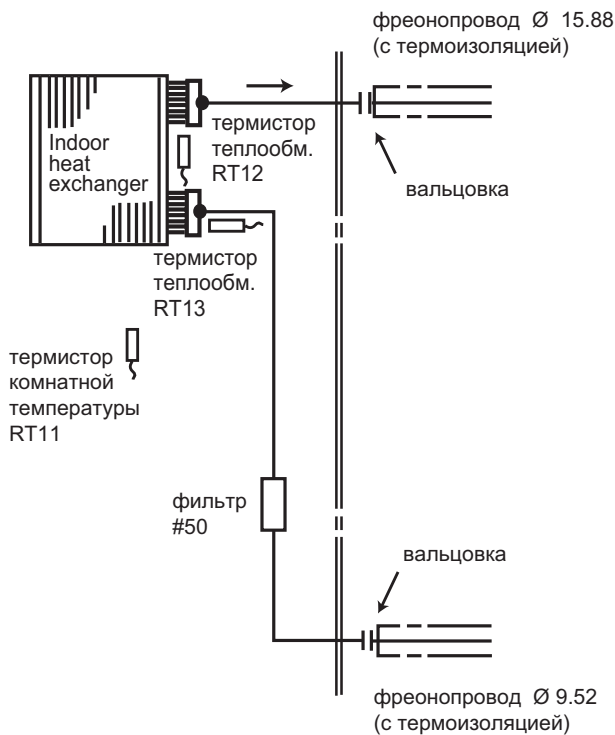 фреонопровод Ø 15.88
(с термоизоляцией)
Indoor
heat
exchanger
термистор
теплообм.
RT12
вальцовка
термистор
теплообм.
RT13
термистор
комнатной
температуры
RT11
фильтр
#50
вальцовка
фреонопровод Ø 9.52
(с термоизоляцией)